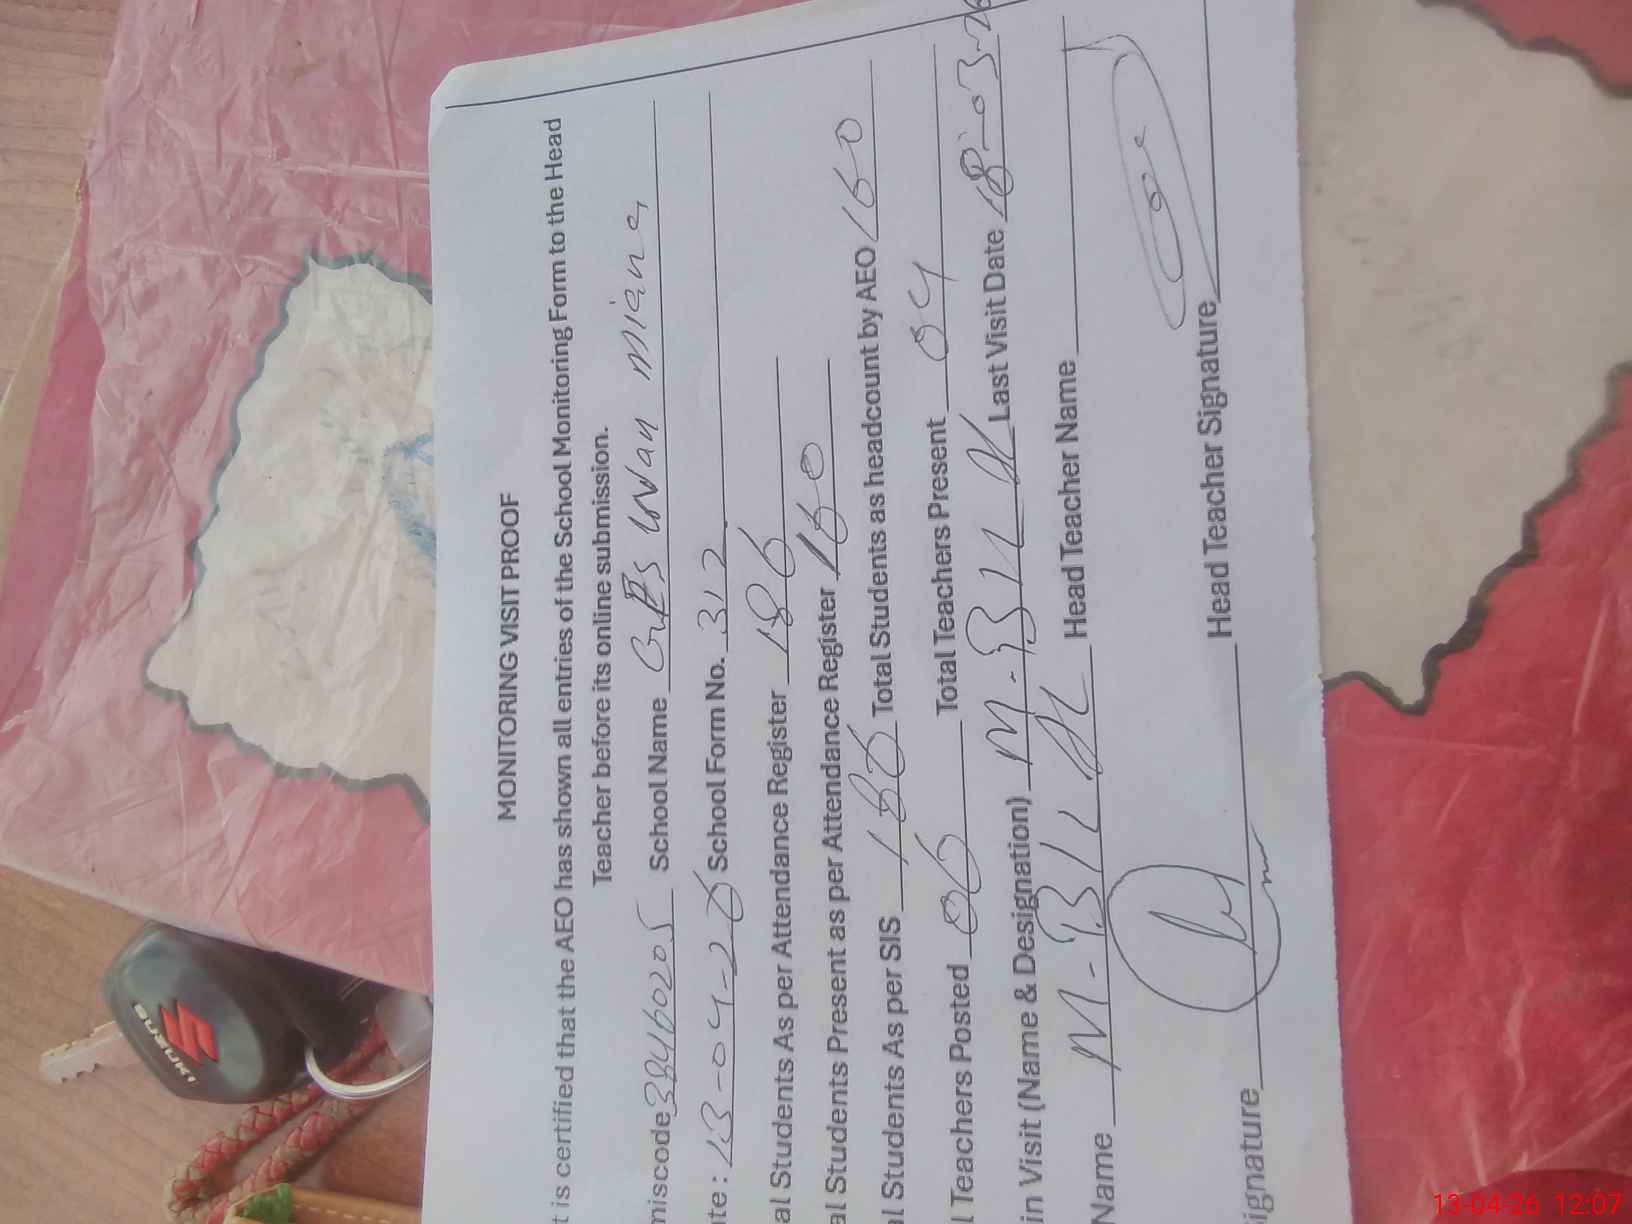 MONITORING VISIT PROOF
t is certified that the AEO has shown all entries of the School Monitoring Form to the Head
Teacher before its online submission.
miscode 38460205 School Name GPS Wan Miana
te: 13-04-26 School Form No. 312
al Students As per Attendance Register 186
al Students Present as per Attendance Register 160
l Students As per SIS 186 Total Students as headcount by AEO 160
l Teachers Posted 06 Total Teachers Present 04
in Visit (Name & Designation) M-BILAL Last Visit Date 18-03-26
Name M-BILAL Head Teacher Name
ignature Head Teacher Signature
SUZUKI
13-04-26 12:07